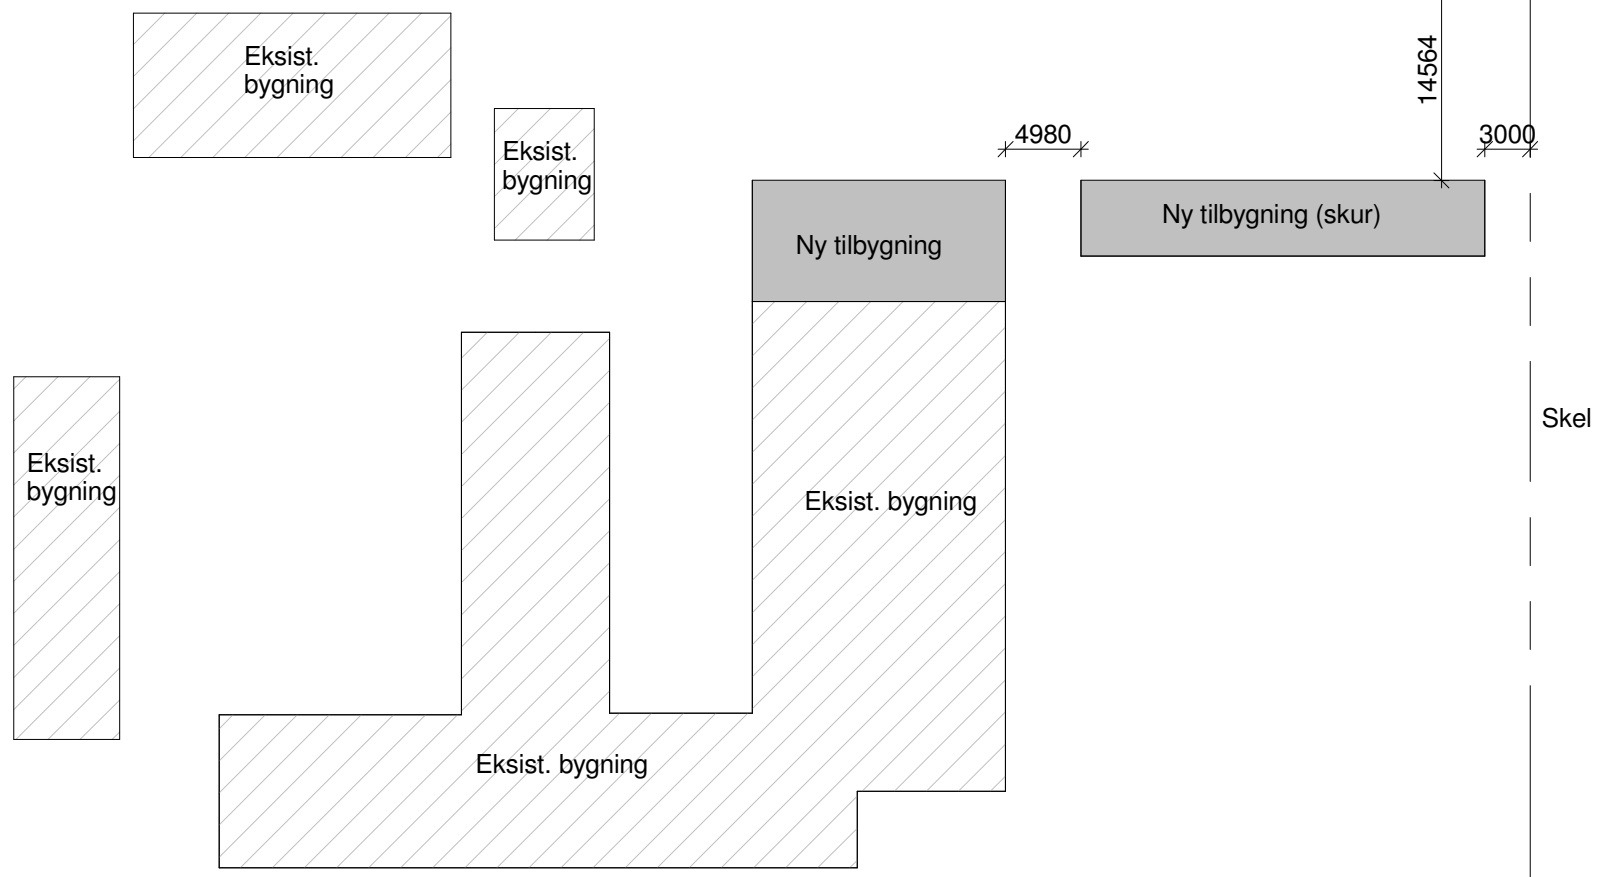 Eksist.
bygning
14564
4980
3000
Eksist.
bygning
Ny tilbygning (skur)
Ny tilbygning
Skel
Eksist.
bygning
Eksist. bygning
Eksist. bygning